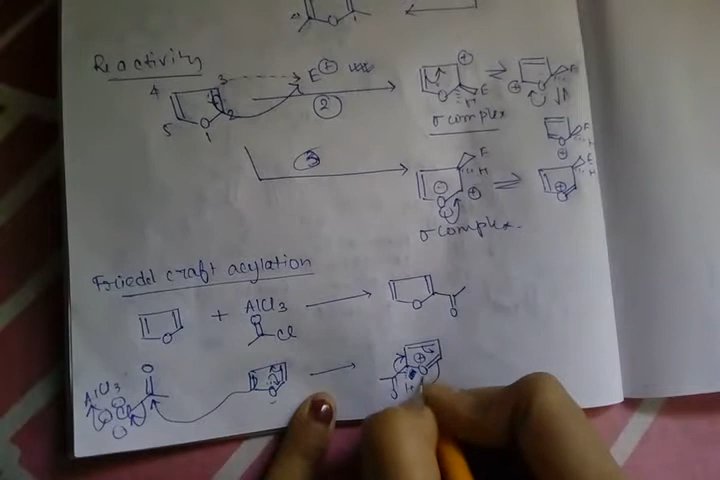 Reactivity
4 3 E ⊕
5 2
O
1
②
O E
H
⊕
σ complex
③
E
H
⊕
σ complex.
Friedel craft acylation
O + AlCl3
O
Cl
O
O
AlCl3 O
O
O
H